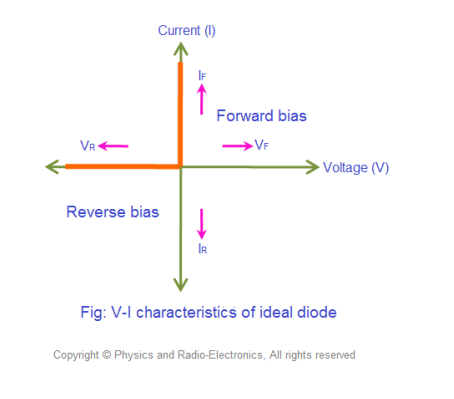 Current (I)
IF
Forward bias
VR
VF
Voltage (V)
Reverse bias
IR
Fig: V-I characteristics of ideal diode
Copyright © Physics and Radio-Electronics, All rights reserved